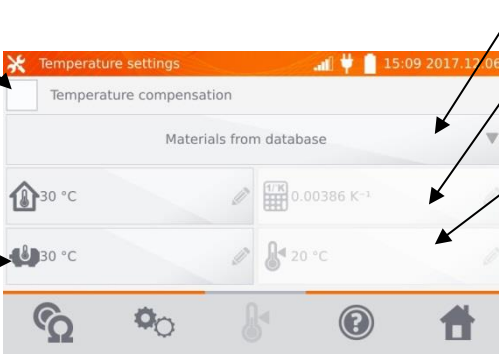 Temperature settings 15:09 2017.12.06
Temperature compensation
Materials from database
30 °C 1/°K 0.00386 K⁻¹
30 °C 20 °C